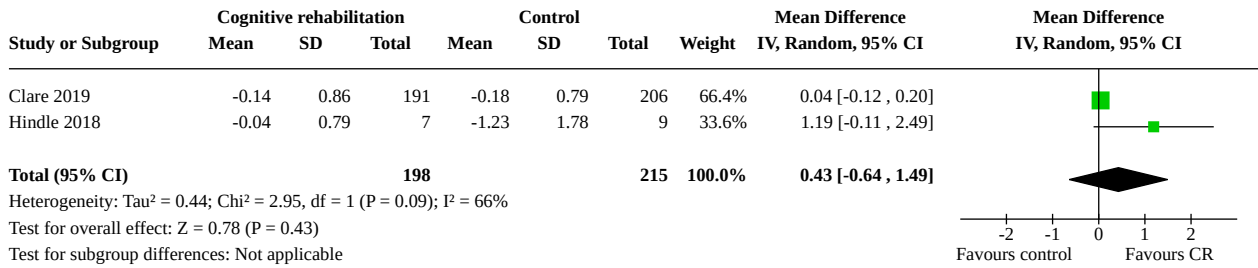 Cognitive rehabilitation Control Mean Difference Mean Difference
Study or Subgroup Mean SD Total Mean SD Total Weight IV, Random, 95% CI IV, Random, 95% CI
Clare 2019 -0.14 0.86 191 -0.18 0.79 206 66.4% 0.04 [-0.12 , 0.20]
Hindle 2018 -0.04 0.79 7 -1.23 1.78 9 33.6% 1.19 [-0.11 , 2.49]
Total (95% CI) 198 215 100.0% 0.43 [-0.64 , 1.49]
Heterogeneity: Tau² = 0.44; Chi² = 2.95, df = 1 (P = 0.09); I² = 66%
Test for overall effect: Z = 0.78 (P = 0.43) -2 -1 0 1 2
Test for subgroup differences: Not applicable Favours control Favours CR